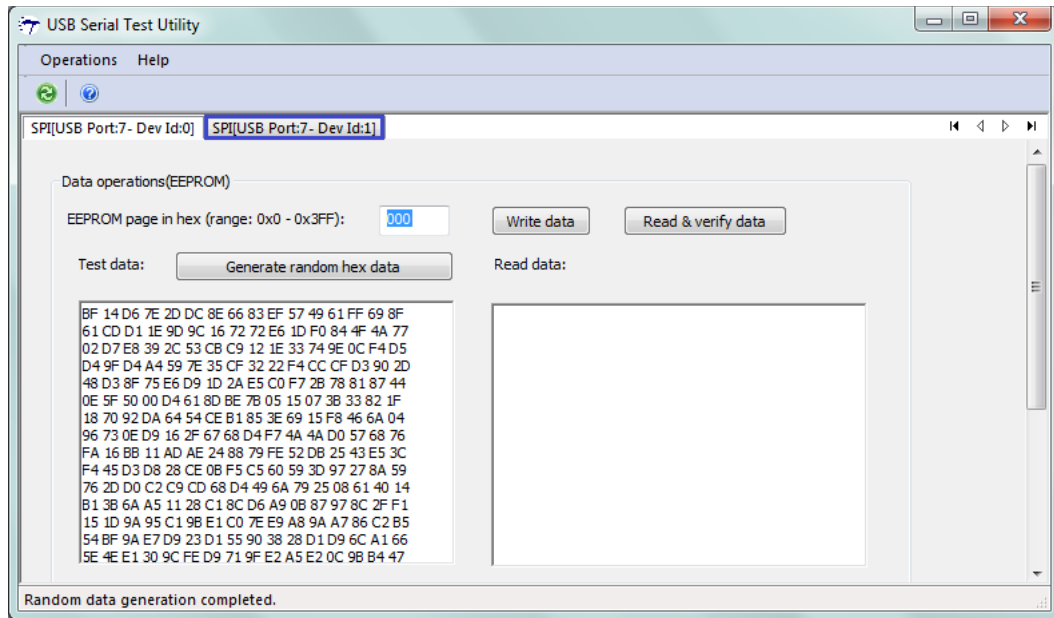 USB Serial Test Utility
Operations Help
SPI[USB Port:7- Dev Id:0] SPI[USB Port:7- Dev Id:1]
Data operations(EEPROM)
EEPROM page in hex (range: 0x0 - 0x3FF): 000 Write data Read & verify data
Test data: Generate random hex data Read data:
BF 14 D6 7E 2D DC 8E 66 83 EF 57 49 61 FF 69 8F
61 CD D1 1E 9D 9C 16 72 72 E6 1D F0 84 4F 4A 77
02 D7 E8 39 2C 53 CB C9 12 1E 33 74 9E 0C F4 D5
D4 9F D4 A4 59 7E 35 CF 32 22 F4 CC CF D3 90 2D
48 D3 8F 75 E6 D9 1D 2A E5 C0 F7 2B 78 81 87 44
0E 5F 50 00 D4 61 8D BE 7B 05 15 07 3B 33 82 1F
18 70 92 DA 64 54 CE B1 85 3E 69 15 F8 46 6A 04
96 73 0E D9 16 2F 67 68 D4 F7 4A 4A D0 57 68 76
FA 16 BB 11 AD AE 24 88 79 FE 52 DB 25 43 E5 3C
F4 45 D3 D8 28 CE 0B F5 C5 60 59 3D 97 27 8A 59
76 2D D0 C2 C9 CD 68 D4 49 6A 79 25 08 61 40 14
B1 3B 6A A5 11 28 C1 8C D6 A9 0B 87 97 8C 2F F1
15 1D 9A 95 C1 9B E1 C0 7E E9 A8 9A A7 86 C2 B5
54 BF 9A E7 D9 23 D1 55 90 38 28 D1 D9 6C A1 66
5E 4E E1 30 9C FE D9 71 9F E2 A5 E2 0C 9B B4 47
Random data generation completed.